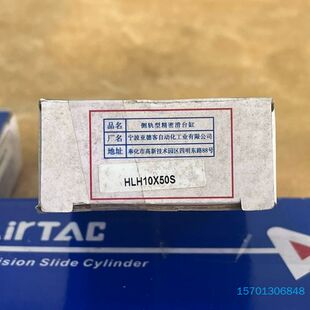 品名 侧轨型精密滑台缸
厂名 宁波亚德客自动化工业有限公司
地址 奉化市高新技术园区四明东路88号
HLH10X50S
AirTAC
ision Slide Cylinder
15701306848